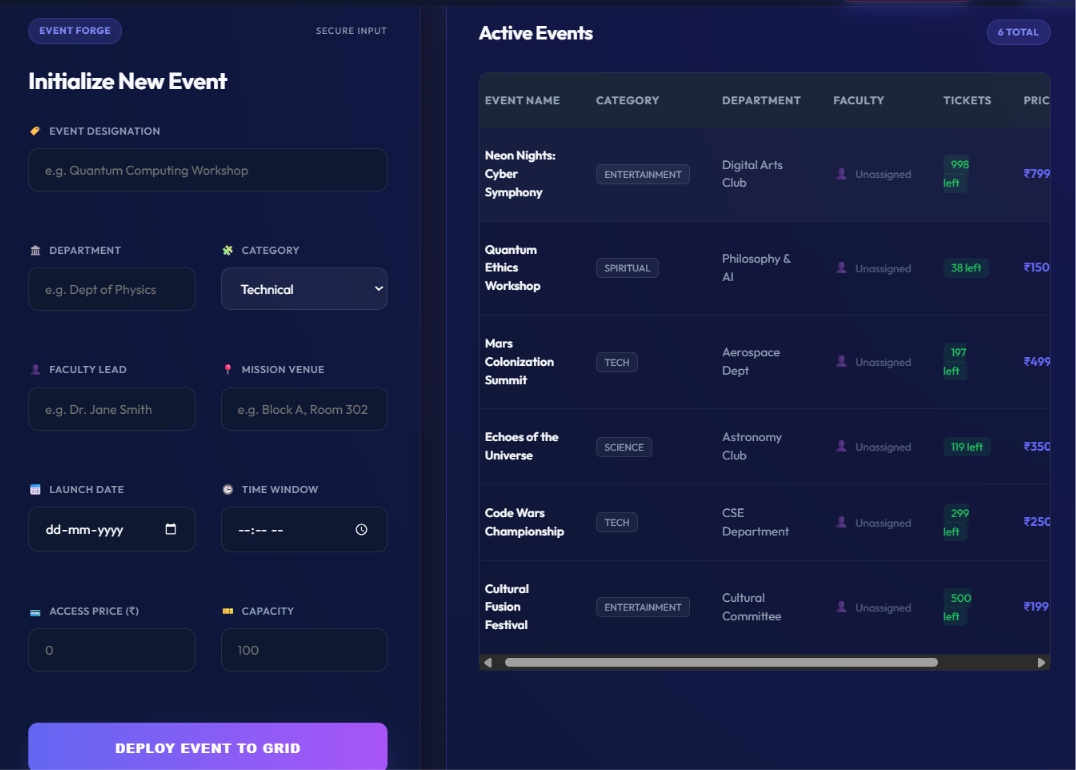 EVENT FORGE
SECURE INPUT
Initialize New Event
EVENT DESIGNATION
e.g. Quantum Computing Workshop
DEPARTMENT
CATEGORY
e.g. Dept of Physics
Technical
FACULTY LEAD
MISSION VENUE
e.g. Dr. Jane Smith
e.g. Block A, Room 302
LAUNCH DATE
TIME WINDOW
dd-mm-yyyy
--:-- --
ACCESS PRICE (₹)
CAPACITY
0
100
DEPLOY EVENT TO GRID
Active Events
6 TOTAL
EVENT NAME
CATEGORY
DEPARTMENT
FACULTY
TICKETS
PRIC
Neon Nights:
Cyber
Symphony
ENTERTAINMENT
Digital Arts
Club
Unassigned
998
left
₹799
Quantum
Ethics
Workshop
SPIRITUAL
Philosophy &
AI
Unassigned
38 left
₹150
Mars
Colonization
Summit
TECH
Aerospace
Dept
Unassigned
197
left
₹499
Echoes of the
Universe
SCIENCE
Astronomy
Club
Unassigned
119 left
₹350
Code Wars
Championship
TECH
CSE
Department
Unassigned
299
left
₹250
Cultural
Fusion
Festival
ENTERTAINMENT
Cultural
Committee
Unassigned
500
left
₹199